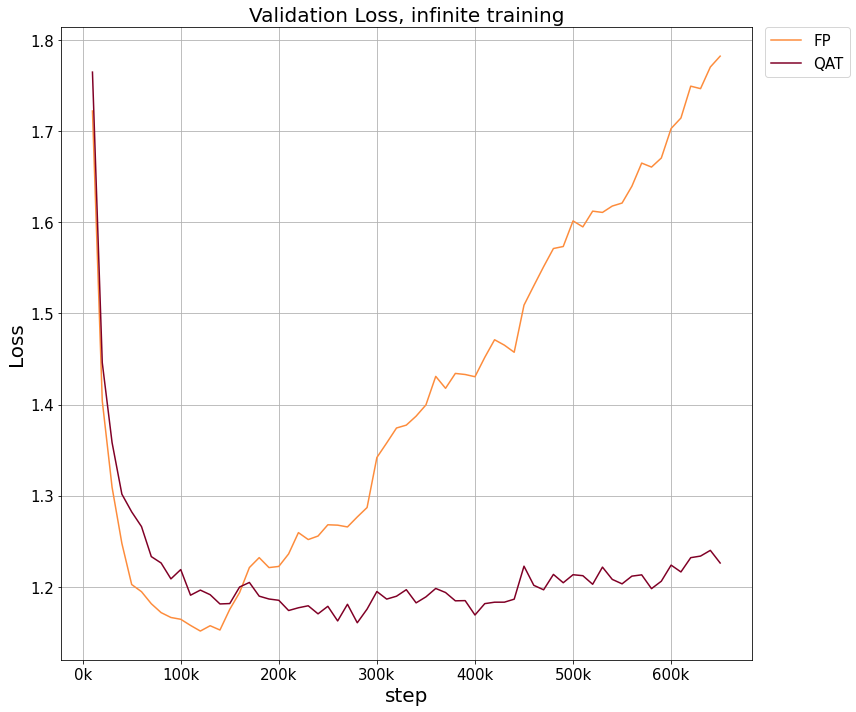 Validation Loss, infinite training
FP
QAT
Loss
1.8
1.7
1.6
1.5
1.4
1.3
1.2
0k
100k
200k
300k
400k
500k
600k
step